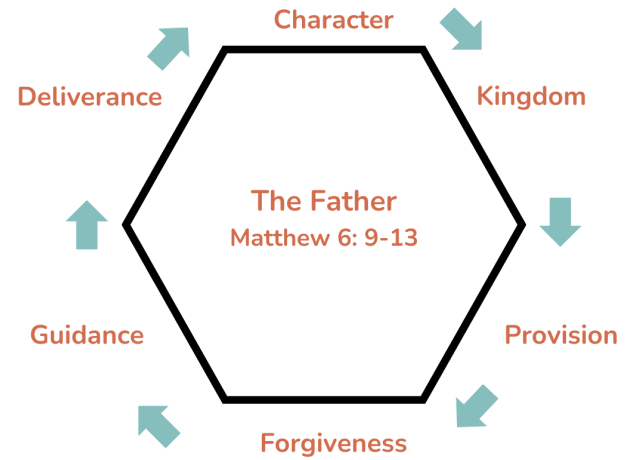 Character
Kingdom
Provision
Forgiveness
Guidance
Deliverance
The Father
Matthew 6: 9-13